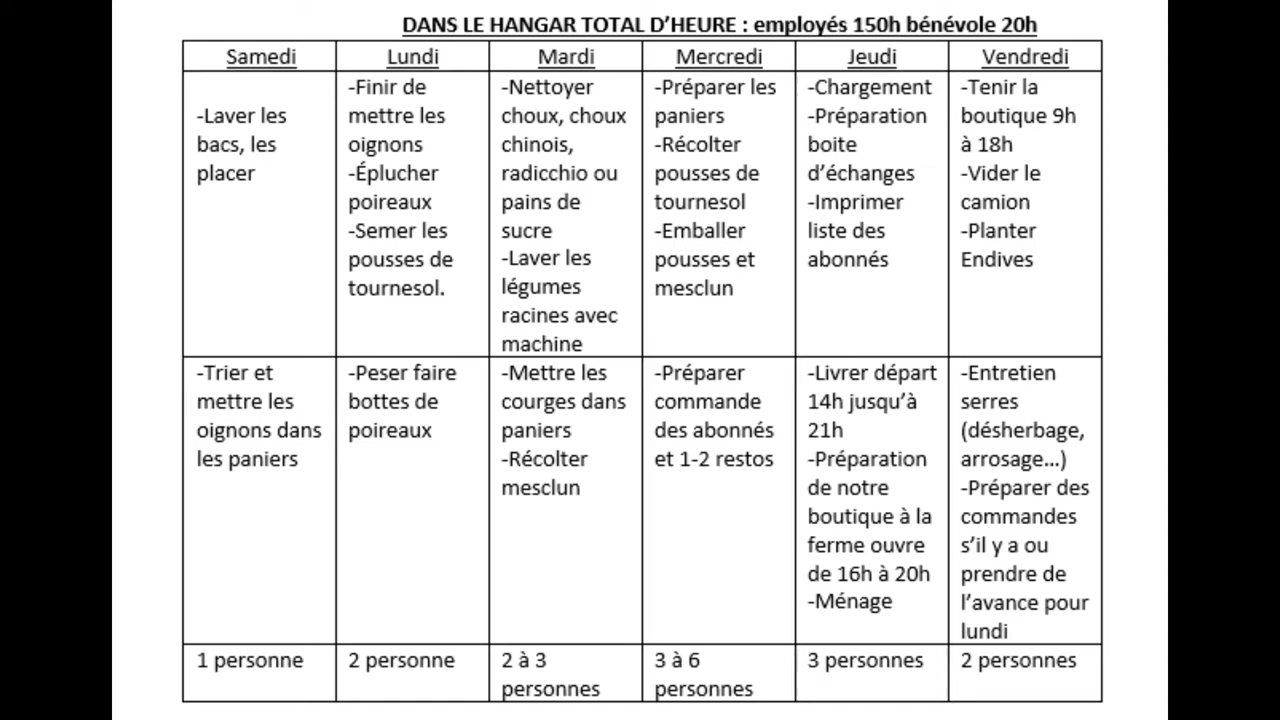 DANS LE HANGAR TOTAL D’HEURE : employés 150h bénévole 20h
Samedi
Lundi
Mardi
Mercredi
Jeudi
Vendredi
-Laver les
bacs, les
placer
-Finir de
mettre les
oignons
-Éplucher
poireaux
-Semer les
pousses de
tournesol.
-Nettoyer
choux, choux
chinois,
radicchio ou
pains de
sucre
-Laver les
légumes
racines avec
machine
-Préparer les
paniers
-Récolter
pousses de
tournesol
-Emballer
pousses et
mesclun
-Chargement
-Préparation
boite
d’échanges
-Imprimer
liste des
abonnés
-Tenir la
boutique 9h
à 18h
-Vider le
camion
-Planter
Endives
-Trier et
mettre les
oignons dans
les paniers
-Peser faire
bottes de
poireaux
-Mettre les
courges dans
paniers
-Récolter
mesclun
-Préparer
commande
des abonnés
et 1-2 restos
-Livrer départ
14h jusqu’à
21h
-Préparation
de notre
boutique à la
ferme ouvre
de 16h à 20h
-Ménage
-Entretien
serres
(désherbage,
arrosage…)
-Préparer des
commandes
s’il y a ou
prendre de
l’avance pour
lundi
1 personne
2 personne
2 à 3
personnes
3 à 6
personnes
3 personnes
2 personnes